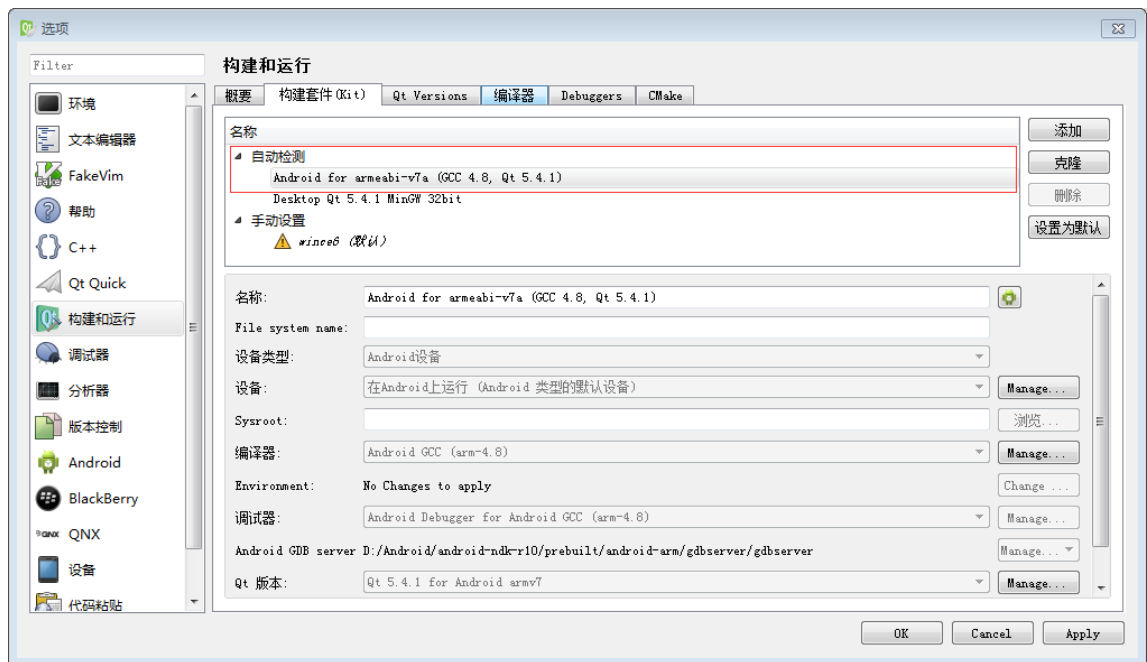 选项
Filter
环境
文本编辑器
FakeVim
帮助
C++
Qt Quick
构建和运行
调试器
分析器
版本控制
Android
BlackBerry
QNX
设备
代码粘贴
构建和运行
概要 构建套件(Kit) Qt Versions 编译器 Debuggers CMake
名称
自动检测
Android for armeabi-v7a (GCC 4.8, Qt 5.4.1)
Desktop Qt 5.4.1 MinGW 32bit
手动设置
wince6 (默认)
添加
克隆
删除
设置为默认
名称: Android for armeabi-v7a (GCC 4.8, Qt 5.4.1)
File system name:
设备类型: Android设备
设备: 在Android上运行 (Android 类型的默认设备) Manage...
Sysroot: 浏览...
编译器: Android GCC (arm-4.8) Manage...
Environment: No Changes to apply Change ...
调试器: Android Debugger for Android GCC (arm-4.8) Manage...
Android GDB server D:/Android/android-ndk-r10/prebuilt/android-arm/gdbserver/gdbserver Manage...
Qt 版本: Qt 5.4.1 for Android armv7 Manage...
OK Cancel Apply